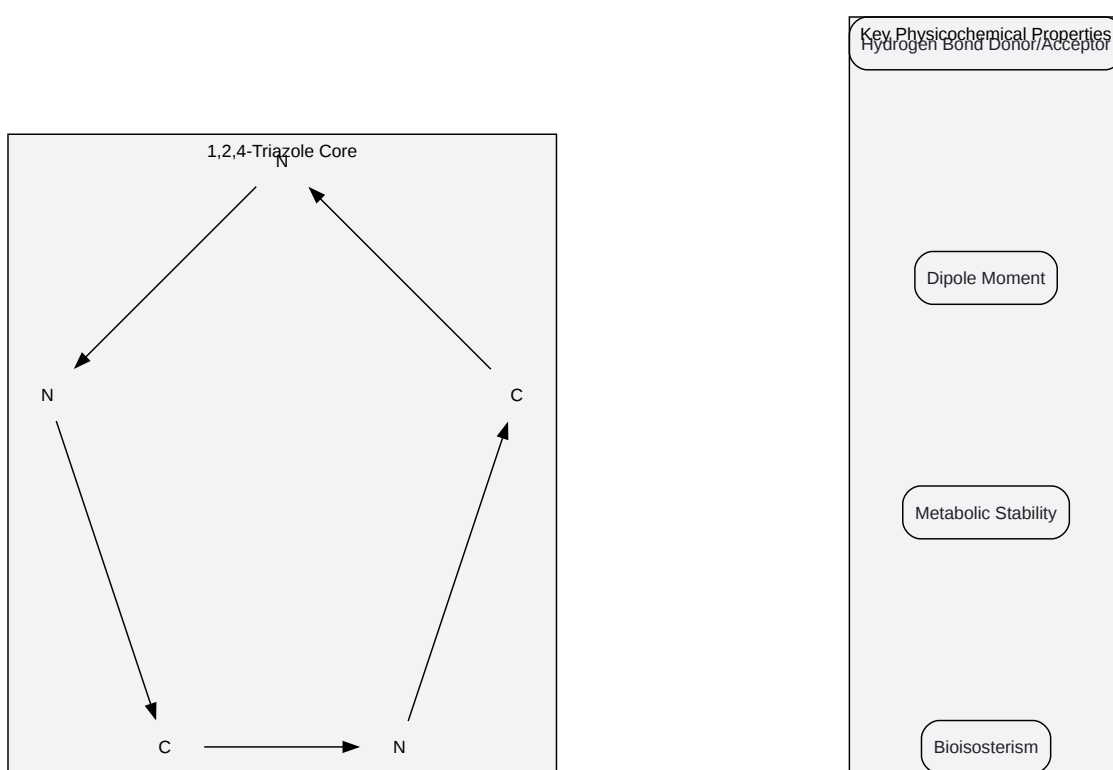 1,2,4-Triazole Core
N
N
C
C
N
Key Physicochemical Properties
Hydrogen Bond Donor/Acceptor
Dipole Moment
Metabolic Stability
Bioisosterism